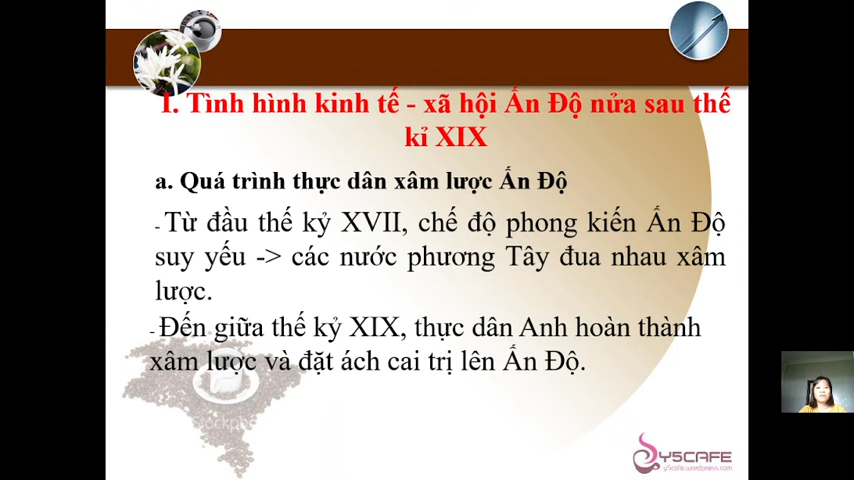 I. Tình hình kinh tế - xã hội Ấn Độ nửa sau thế
kỉ XIX
a. Quá trình thực dân xâm lược Ấn Độ
- Từ đầu thế kỷ XVII, chế độ phong kiến Ấn Độ
suy yếu -> các nước phương Tây đua nhau xâm
lược.
- Đến giữa thế kỷ XIX, thực dân Anh hoàn thành
xâm lược và đặt ách cai trị lên Ấn Độ.
Y5CAFE
y5cafe.wordpress.com